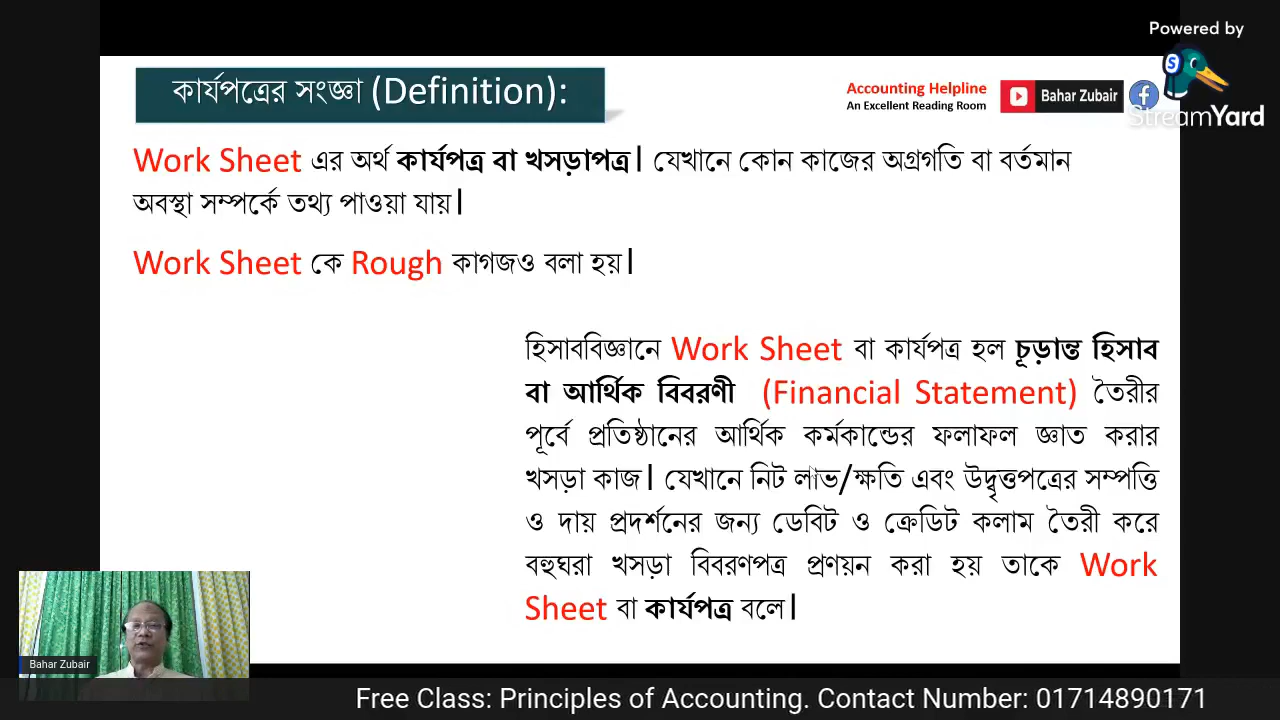 Powered by
StreamYard
কার্যপত্রের সংজ্ঞা (Definition):
Accounting Helpline
An Excellent Reading Room
Bahar Zubair
Work Sheet এর অর্থ কার্যপত্র বা খসড়াপত্র। যেখানে কোন কাজের অগ্রগতি বা বর্তমান
অবস্থা সম্পর্কে তথ্য পাওয়া যায়।
Work Sheet কে Rough কাগজও বলা হয়।
হিসাববিজ্ঞানে Work Sheet বা কার্যপত্র হল চূড়ান্ত হিসাব
বা আর্থিক বিবরণী (Financial Statement) তৈরীর
পূর্বে প্রতিষ্ঠানের আর্থিক কর্মকান্ডের ফলাফল জ্ঞাত করার
খসড়া কাজ। যেখানে নিট লাভ/ক্ষতি এবং উদ্বৃত্তপত্রের সম্পত্তি
ও দায় প্রদর্শনের জন্য ডেবিট ও ক্রেডিট কলাম তৈরী করে
বহুঘরা খসড়া বিবরণপত্র প্রণয়ন করা হয় তাকে Work
Sheet বা কার্যপত্র বলে।
Bahar Zubair
Free Class: Principles of Accounting. Contact Number: 01714890171